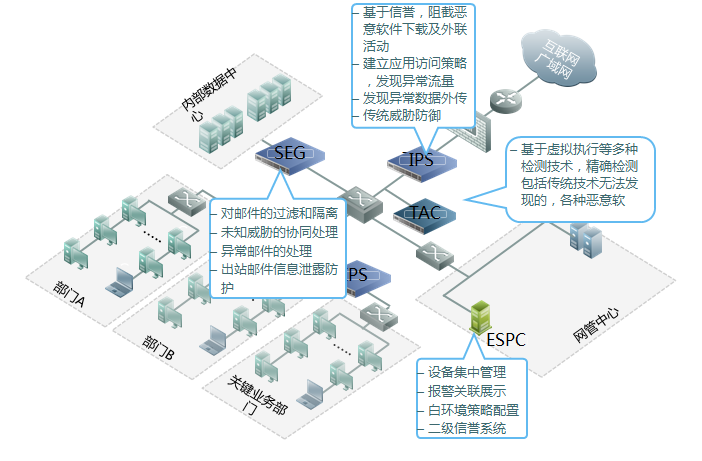 – 基于信誉，阻截恶
意软件下载及外联
活动
– 建立应用访问策略
，发现异常流量
– 发现异常数据外传
– 传统威胁防御
互联网
广域网
内部数据中
心
SEG
IPS
– 基于虚拟执行等多种
检测技术，精确检测
包括传统技术无法发
现的，各种恶意软
TAC
– 对邮件的过滤和隔离
– 未知威胁的协同处理
– 异常邮件的处理
– 出站邮件信息泄露防
护
PS
部门A
部门B
关键业务部
门
网管中心
ESPC
– 设备集中管理
– 报警关联展示
– 白环境策略配置
– 二级信誉系统